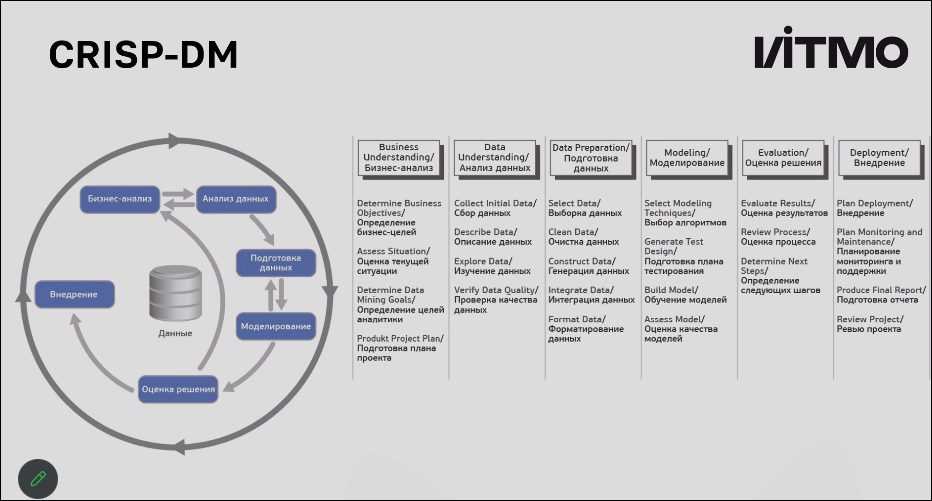 CRISP-DM
ViTMO
Бизнес-анализ
Анализ данных
Подготовка
данных
Моделирование
Оценка решения
Внедрение
Данные
Business
Understanding/
Бизнес-анализ
Determine Business
Objectives/
Определение
бизнес-целей
Assess Situation/
Оценка текущей
ситуации
Determine Data
Mining Goals/
Определение целей
аналитики
Produkt Project Plan/
Подготовка плана
проекта
Data
Understanding/
Анализ данных
Collect Initial Data/
Сбор данных
Describe Data/
Описание данных
Explore Data/
Изучение данных
Verify Data Quality/
Проверка качества
данных
Data Preparation/
Подготовка
данных
Select Data/
Выборка данных
Clean Data/
Очистка данных
Construct Data/
Генерация данных
Integrate Data/
Интеграция данных
Format Data/
Форматирование
данных
Modeling/
Моделирование
Select Modeling
Techniques/
Выбор алгоритмов
Generate Test
Design/
Подготовка плана
тестирования
Build Model/
Обучение моделей
Assess Model/
Оценка качества
моделей
Evaluation/
Оценка решения
Evaluate Results/
Оценка результатов
Review Process/
Оценка процесса
Determine Next
Steps/
Определение
следующих шагов
Deployment/
Внедрение
Plan Deployment/
Внедрение
Plan Monitoring and
Maintenance/
Планирование
мониторинга и
поддержки
Produce Final Report/
Подготовка отчета
Review Project/
Ревью проекта